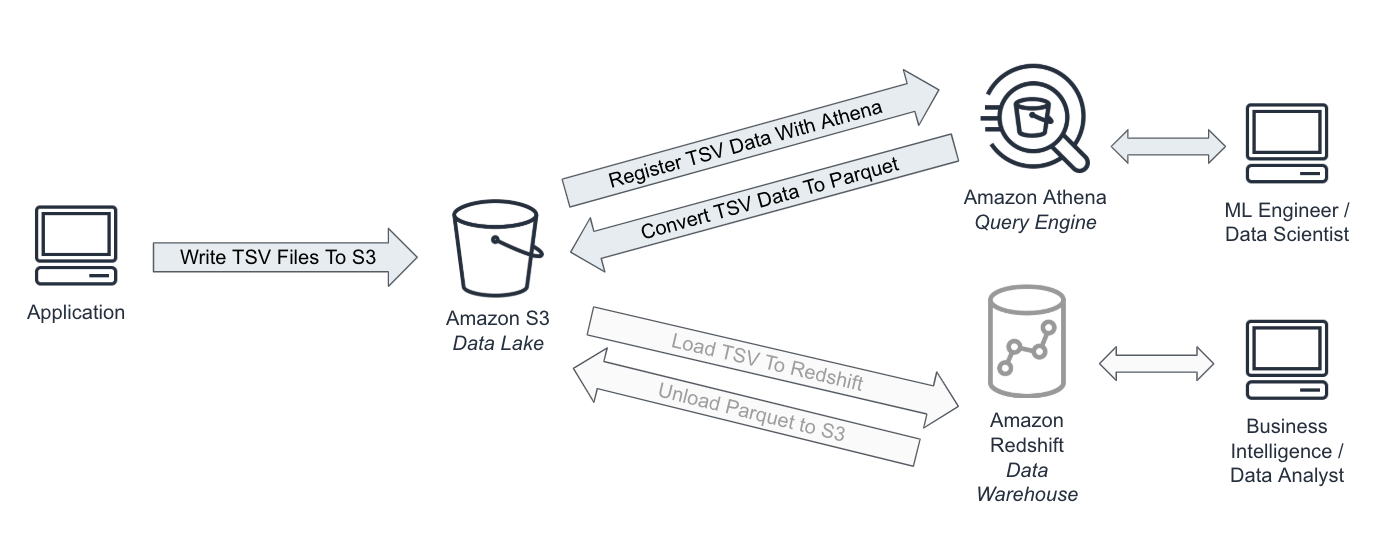 Write TSV Files To S3
Application
Amazon S3
Data Lake
Register TSV Data With Athena
Convert TSV Data To Parquet
Amazon Athena
Query Engine
ML Engineer /
Data Scientist
Load TSV To Redshift
Unload Parquet to S3
Amazon
Redshift
Data
Warehouse
Business
Intelligence /
Data Analyst